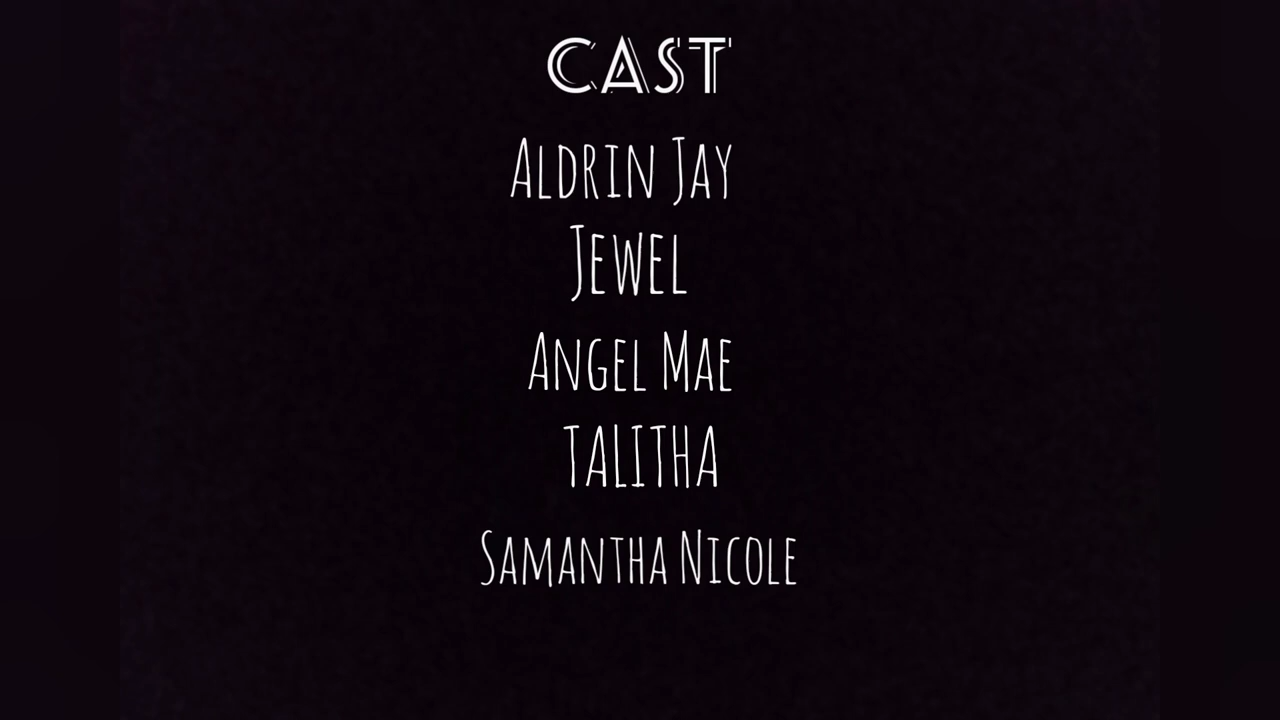 CAST
ALDRIN JAY
JEWEL
ANGEL MAE
TALITHA
SAMANTHA NICOLE